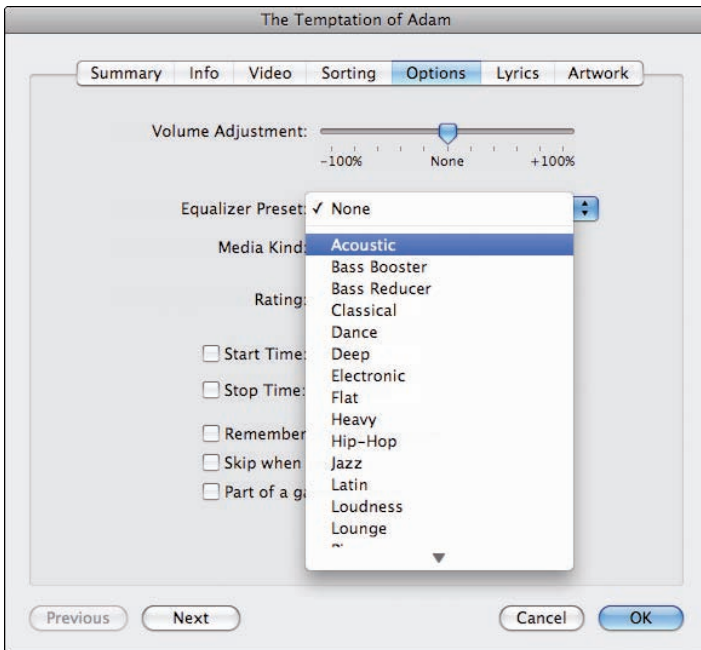 The Temptation of Adam
Summary Info Video Sorting Options Lyrics Artwork
Volume Adjustment:
-100% None +100%
Equalizer Preset: ✓ None
Media Kind:
Acoustic
Bass Booster
Bass Reducer
Rating:
Classical
Dance
Start Time:
Deep
Electronic
Stop Time:
Flat
Heavy
Remember
Hip-Hop
Skip when
Jazz
Latin
Part of a ga
Loudness
Lounge
Previous Next Cancel OK